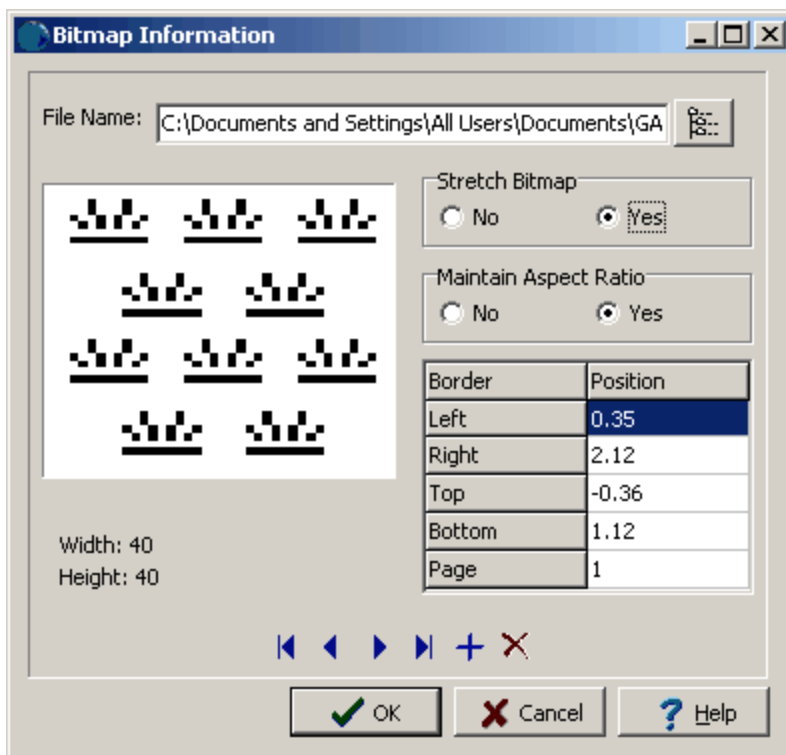 Bitmap Information
File Name: C:\Documents and Settings\All Users\Documents\GA
Stretch Bitmap
No Yes
Maintain Aspect Ratio
No Yes
Border Position
Left 0.35
Right 2.12
Top -0.36
Bottom 1.12
Page 1
Width: 40
Height: 40
OK Cancel Help